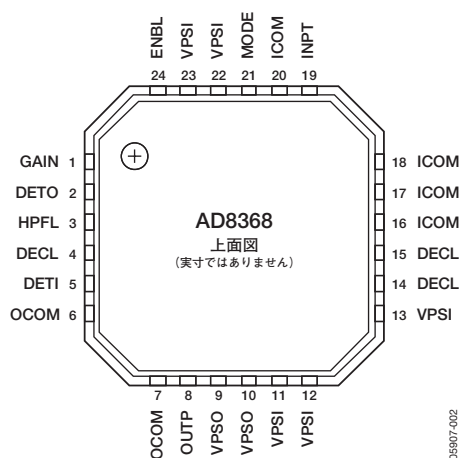 ENBL VPSI VPSI MODE ICOM INPT
24 23 22 21 20 19
GAIN 1
DETO 2
HPFL 3
DECL 4
DETI 5
OCOM 6
AD8368
上面図
(実寸ではありません)
18 ICOM
17 ICOM
16 ICOM
15 DECL
14 DECL
13 VPSI
7 8 9 10 11 12
OCOM OUTP VPSO VPSO VPSI VPSI
05907-002